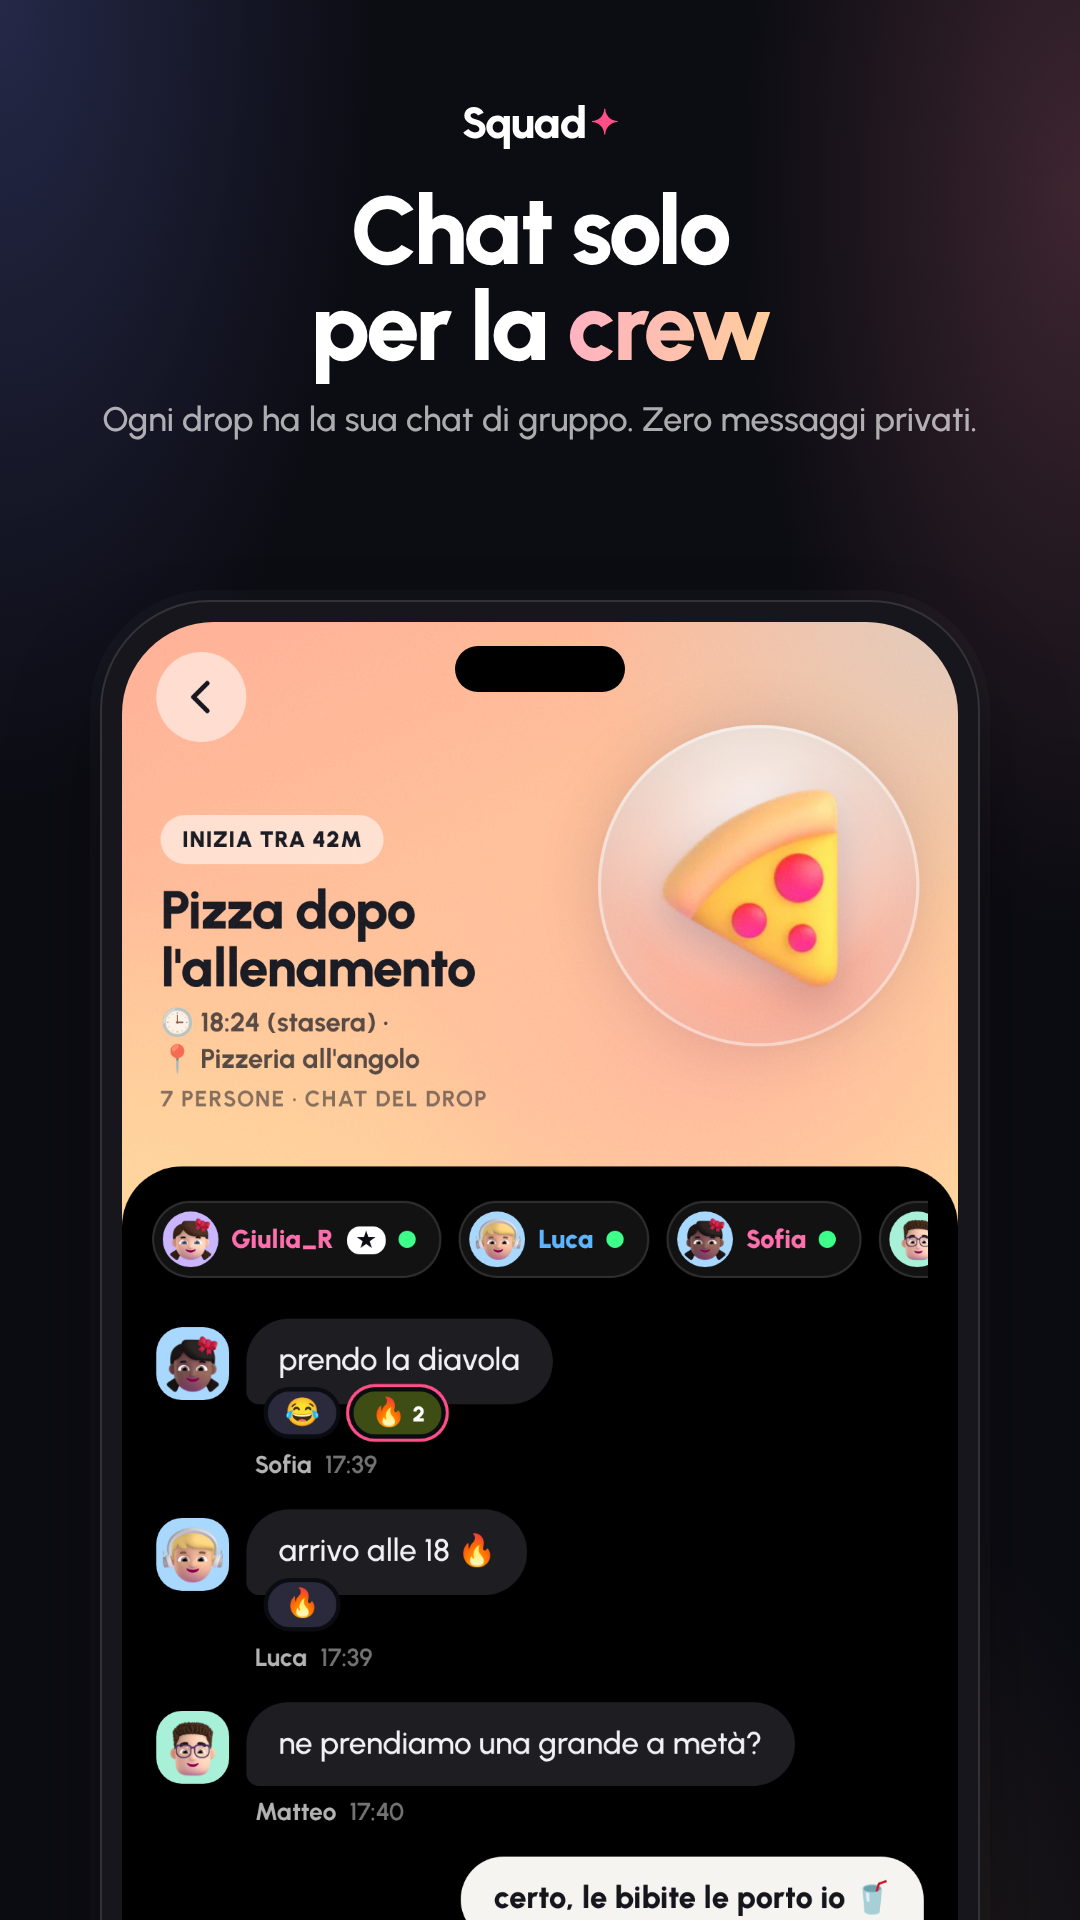 Squad
Chat solo
per la crew
Ogni drop ha la sua chat di gruppo. Zero messaggi privati.
INIZIA TRA 42M
Pizza dopo
l'allenamento
🕒 18:24 (stasera) ·
📍 Pizzeria all'angolo
7 PERSONE · CHAT DEL DROP
Giulia_R ★ Luca Sofia
prendo la diavola
😂 🔥 2
Sofia 17:39
arrivo alle 18 🔥
🔥
Luca 17:39
ne prendiamo una grande a metà?
Matteo 17:40
certo, le bibite le porto io 🥤